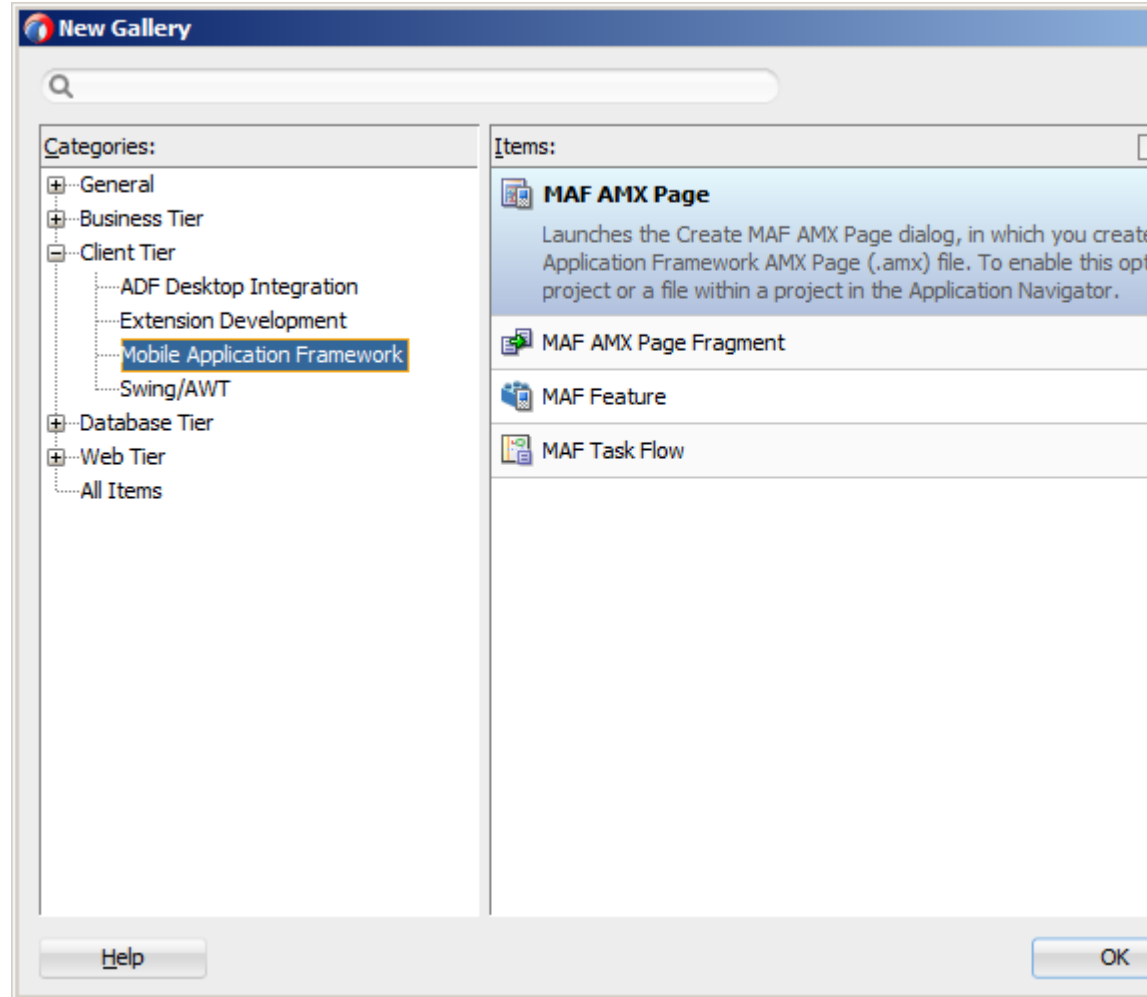 New Gallery
Categories:
General
Business Tier
Client Tier
ADF Desktop Integration
Extension Development
Mobile Application Framework
Swing/AWT
Database Tier
Web Tier
All Items
Items:
MAF AMX Page
Launches the Create MAF AMX Page dialog, in which you create
Application Framework AMX Page (.amx) file. To enable this opt
project or a file within a project in the Application Navigator.
MAF AMX Page Fragment
MAF Feature
MAF Task Flow
Help
OK